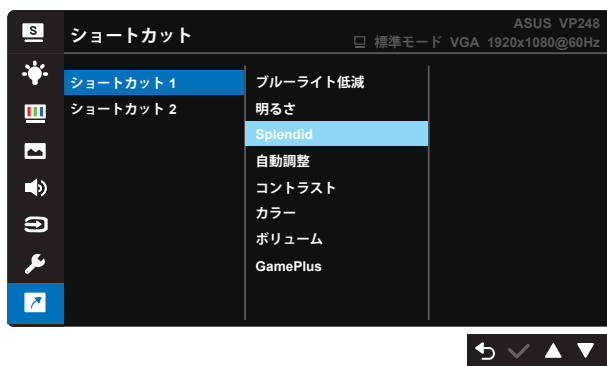 S
ショートカット
ASUS VP248
標準モード VGA 1920x1080@60Hz
ショートカット 1
ショートカット 2
ブルーライト低減
明るさ
Splendid
自動調整
コントラスト
カラー
ボリューム
GamePlus